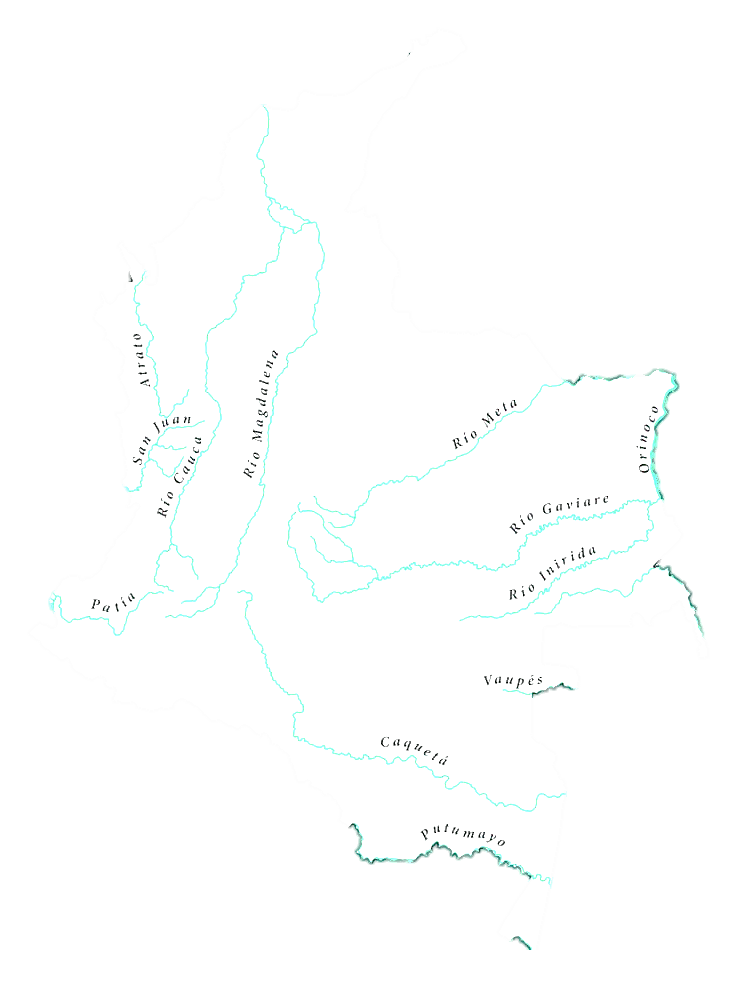 Atrato
Río Magdalena
San Juan
Río Cauca
Río Meta
Orinoco
Río Gaviare
Río Inirida
Patía
Vaupés
Caquetá
Putumayo